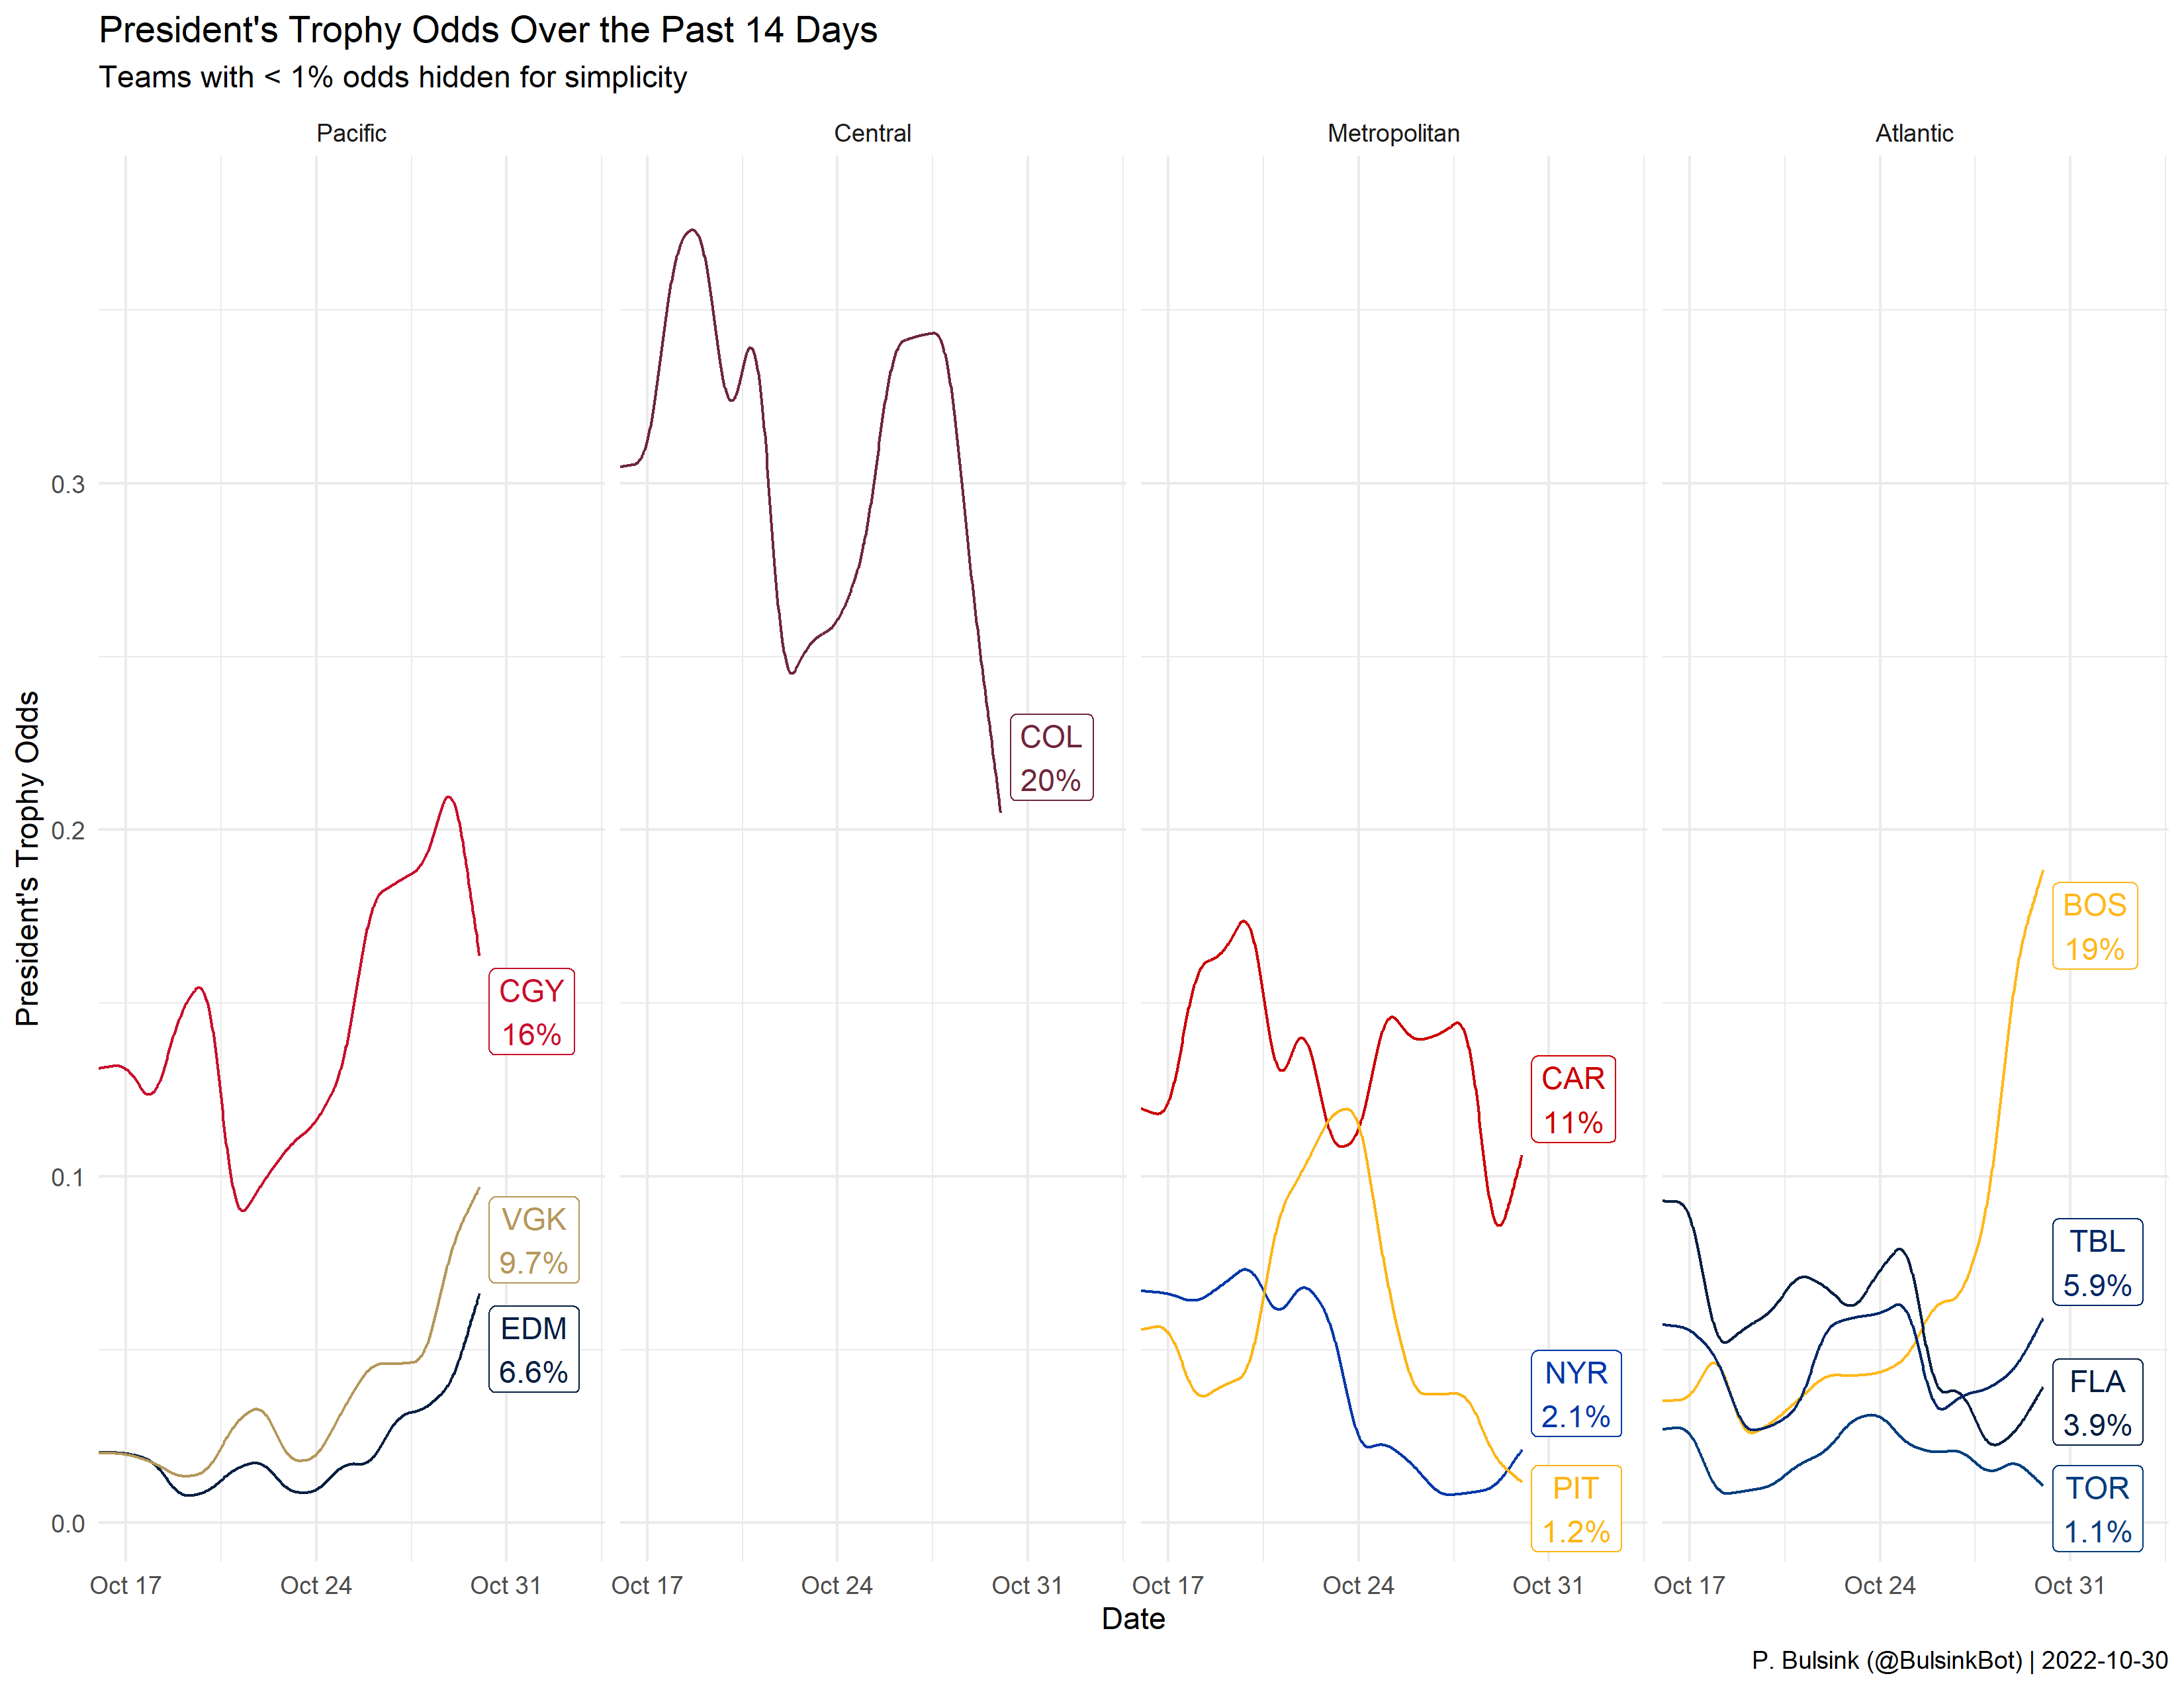 President's Trophy Odds Over the Past 14 Days
Teams with < 1% odds hidden for simplicity
Pacific
Central
Metropolitan
Atlantic
President's Trophy Odds
0.3
0.2
0.1
0.0
CGY
16%
VGK
9.7%
EDM
6.6%
COL
20%
CAR
11%
NYR
2.1%
PIT
1.2%
BOS
19%
TBL
5.9%
FLA
3.9%
TOR
1.1%
Oct 17
Oct 24
Oct 31
Oct 17
Oct 24
Oct 31
Oct 17
Oct 24
Oct 31
Oct 17
Oct 24
Oct 31
Date
P. Bulsink (@BulsinkBot) | 2022-10-30